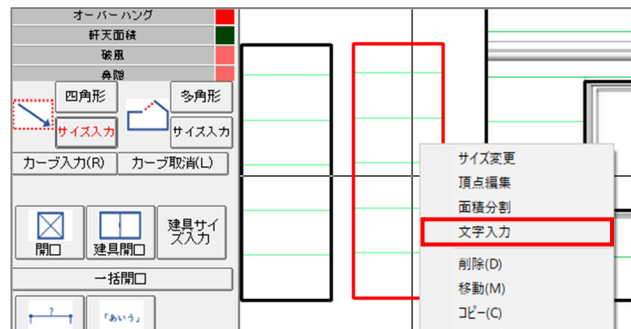 オーバーハング
軒天面積
破風
鼻隠
四角形
多角形
サイズ入力
サイズ入力
カーブ入力(R)
カーブ取消(L)
開口
建具開口
建具サイ
ズ入力
一括開口
?
「あいう」
サイズ変更
頂点編集
面積分割
文字入力
削除(D)
移動(M)
コピー(C)